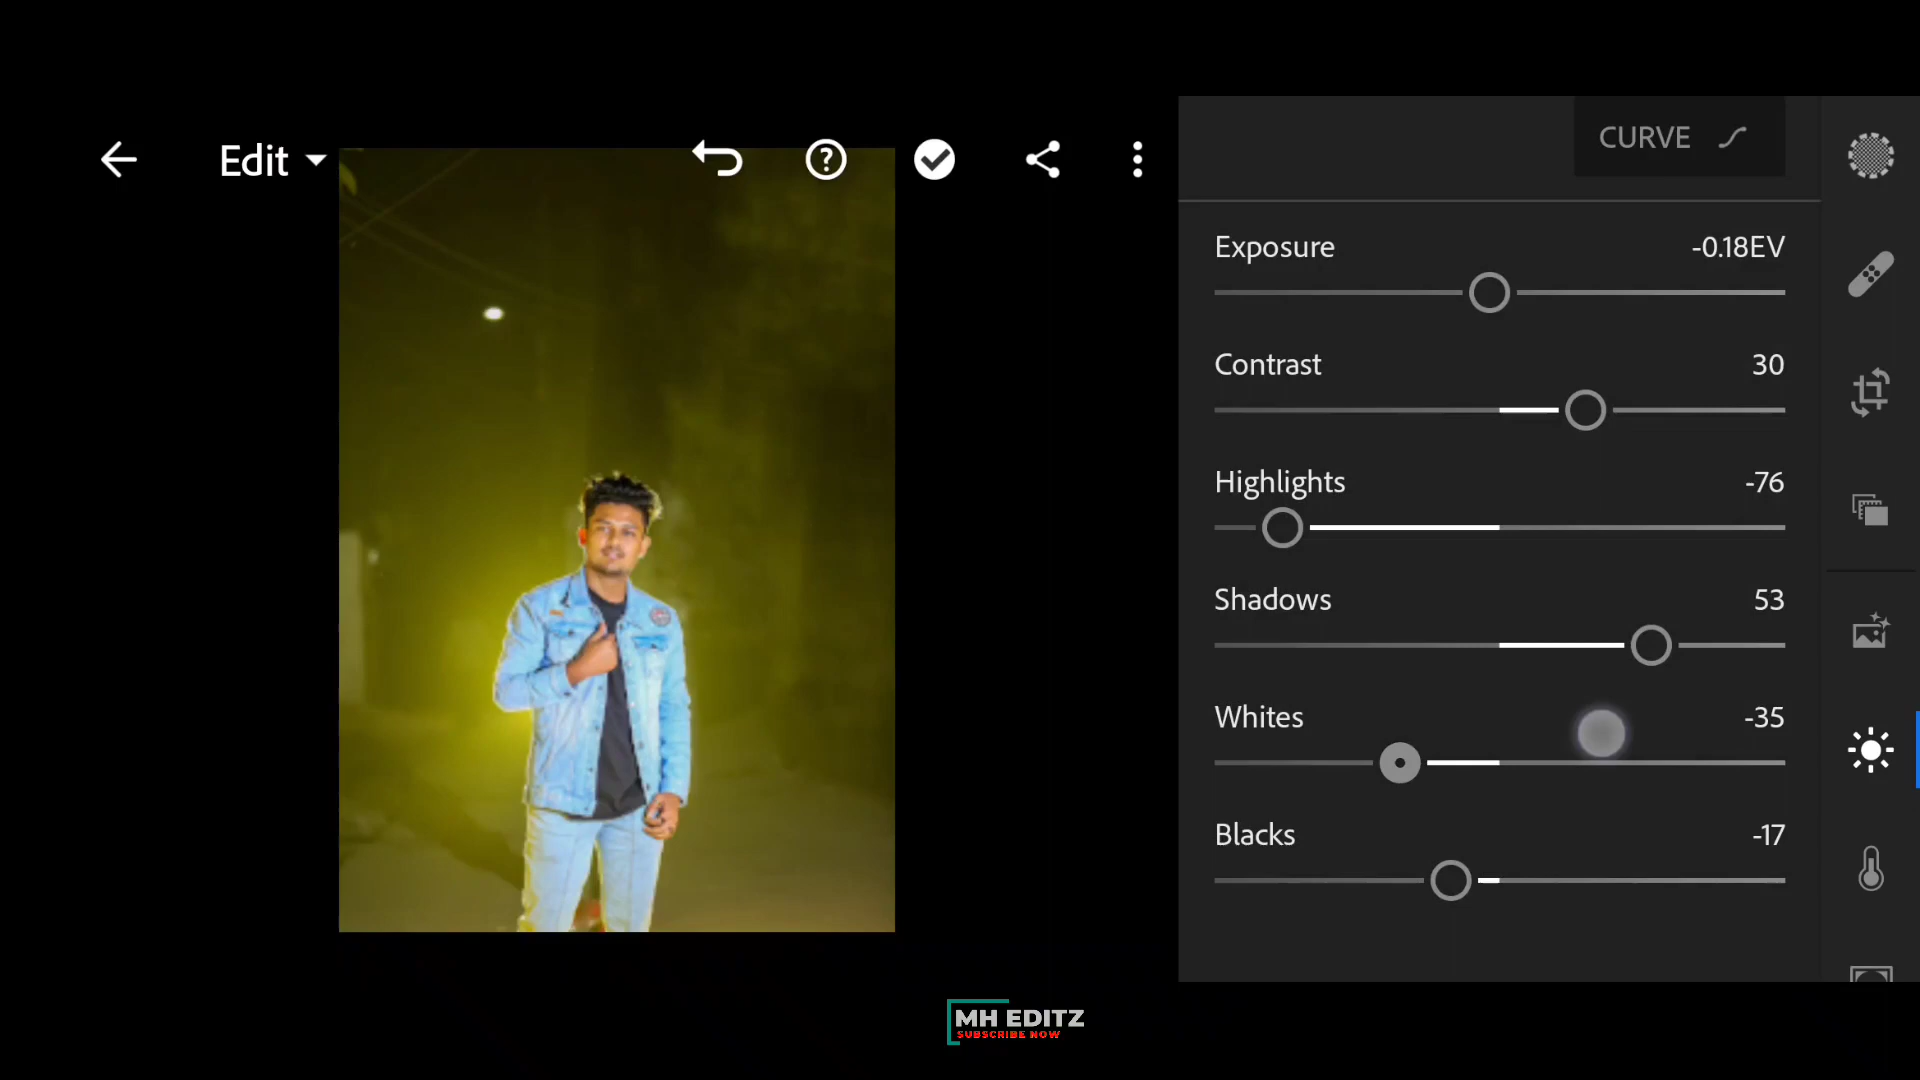 Edit
CURVE
Exposure -0.18EV
Contrast 30
Highlights -76
Shadows 53
Whites -35
Blacks -17
MH EDITZ
SUBSCRIBE NOW